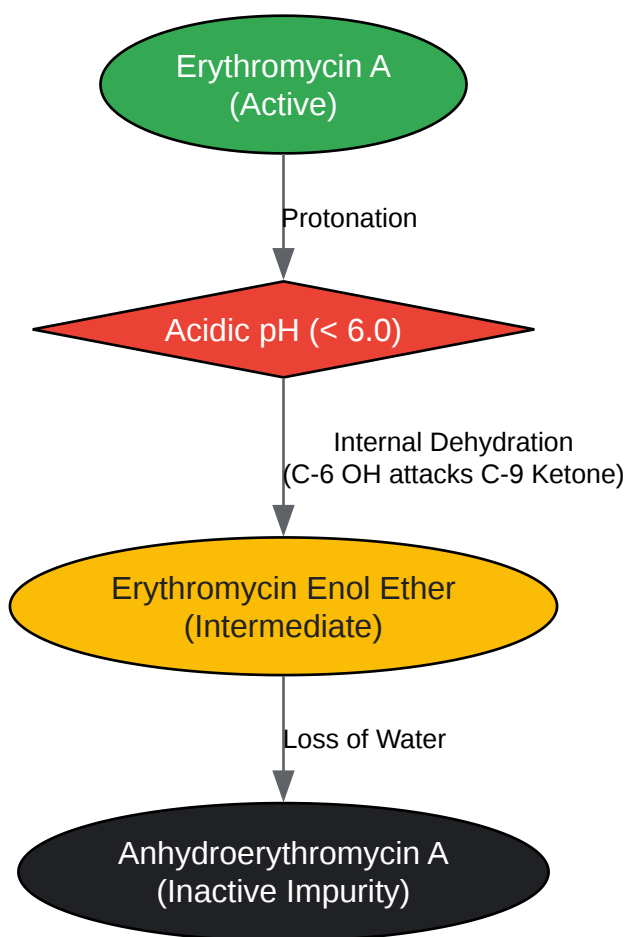 Erythromycin A
(Active)
Protonation
Acidic pH (< 6.0)
Internal Dehydration
(C-6 OH attacks C-9 Ketone)
Erythromycin Enol Ether
(Intermediate)
Loss of Water
Anhydroerythromycin A
(Inactive Impurity)